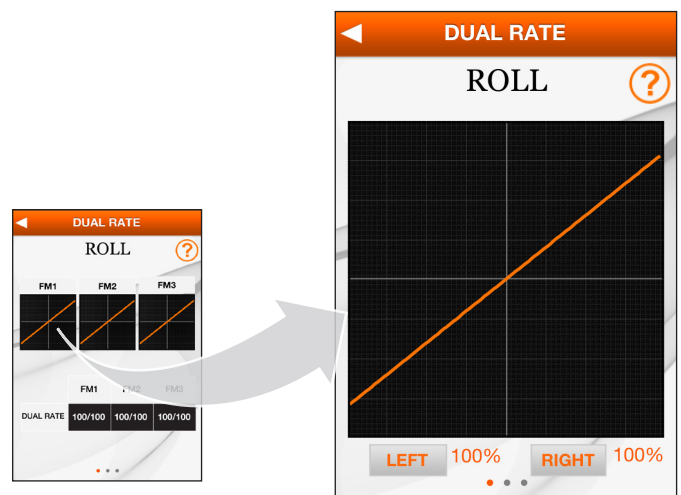 DUAL RATE
ROLL
?
FM1 FM2 FM3
FM1 FM2 FM3
DUAL RATE 100/100 100/100 100/100
DUAL RATE
ROLL
?
LEFT 100% RIGHT 100%